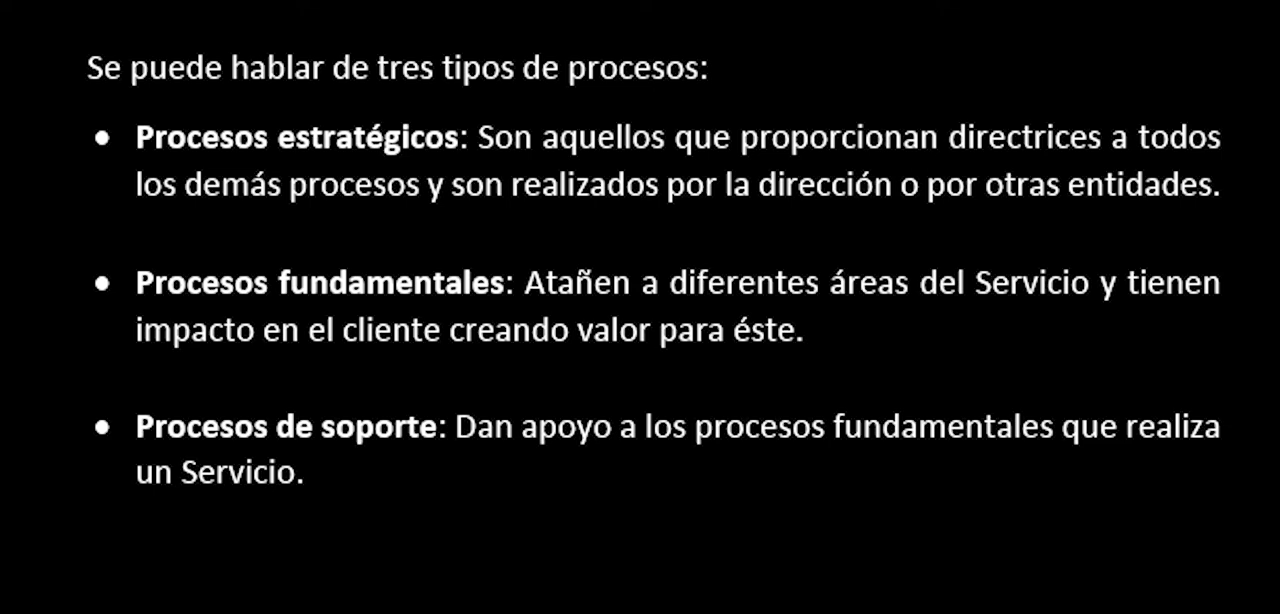 Se puede hablar de tres tipos de procesos:
• Procesos estratégicos: Son aquellos que proporcionan directrices a todos
los demás procesos y son realizados por la dirección o por otras entidades.
• Procesos fundamentales: Atañen a diferentes áreas del Servicio y tienen
impacto en el cliente creando valor para éste.
• Procesos de soporte: Dan apoyo a los procesos fundamentales que realiza
un Servicio.